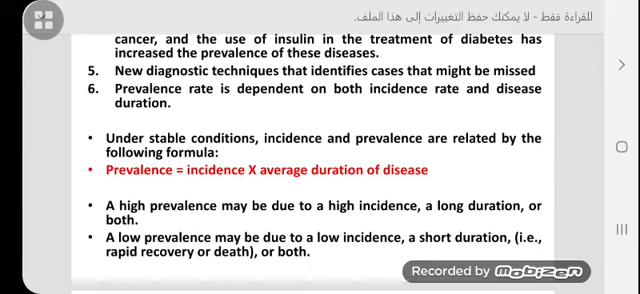 للقراءة فقط - لا يمكنك حفظ التغييرات إلى هذا الملف.
cancer, and the use of insulin in the treatment of diabetes has
increased the prevalence of these diseases.
5. New diagnostic techniques that identifies cases that might be missed
6. Prevalence rate is dependent on both incidence rate and disease
duration.
• Under stable conditions, incidence and prevalence are related by the
following formula:
• Prevalence = incidence X average duration of disease
• A high prevalence may be due to a high incidence, a long duration, or
both.
• A low prevalence may be due to a low incidence, a short duration, (i.e.,
rapid recovery or death), or both.
Recorded by Mobizen